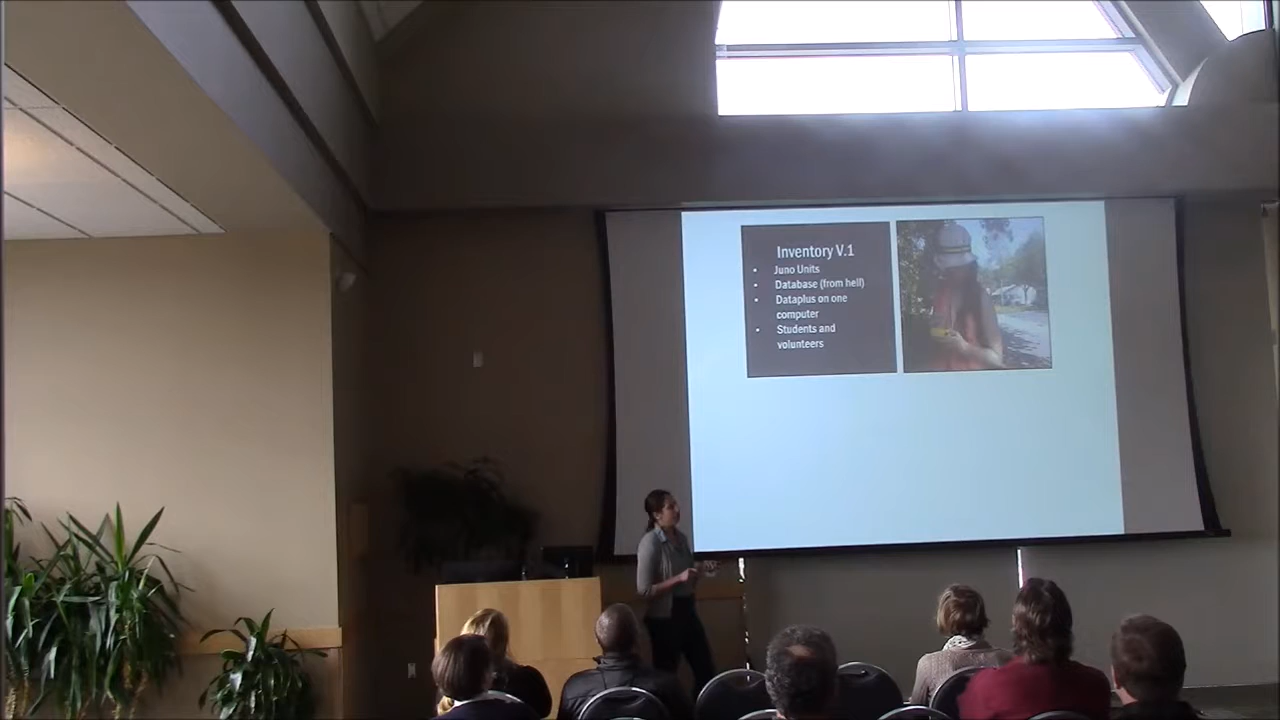 Inventory V.1
• Juno Units
• Database (from hell)
• Dataplus on one
computer
• Students and
volunteers